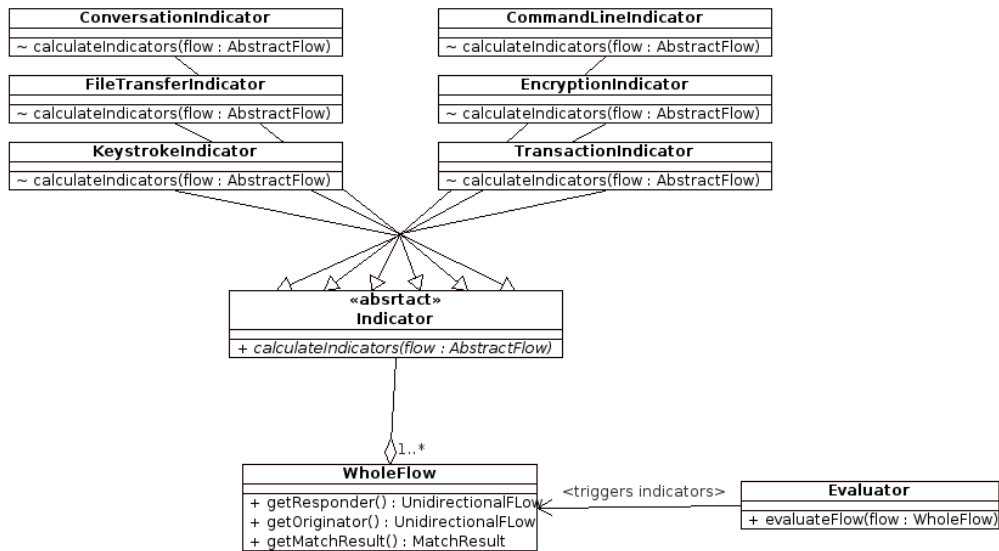 ConversationIndicator
~ calculateIndicators(flow : AbstractFlow)
CommandLineIndicator
~ calculateIndicators(flow : AbstractFlow)
FileTransferIndicator
~ calculateIndicators(flow : AbstractFlow)
EncryptionIndicator
~ calculateIndicators(flow : AbstractFlow)
KeystrokeIndicator
~ calculateIndicators(flow : AbstractFlow)
TransactionIndicator
~ calculateIndicators(flow : AbstractFlow)
«absrtact»
Indicator
+ calculateIndicators(flow : AbstractFlow)
1..*
WholeFlow
+ getResponder() : UnidirectionalFLow
+ getOriginator() : UnidirectionalFLow
+ getMatchResult() : MatchResult
<triggers indicators>
Evaluator
+ evaluateFlow(flow : WholeFlow)